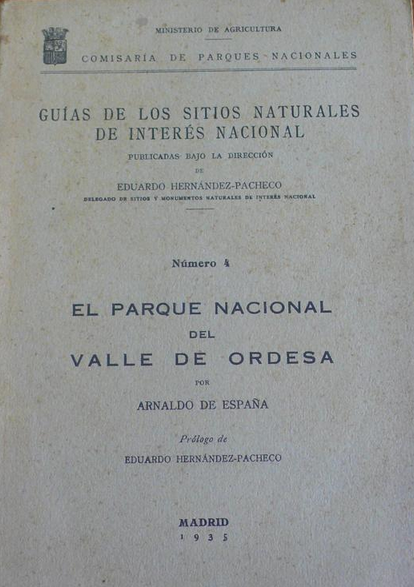 MINISTERIO DE AGRICULTURA
COMISARÍA DE PARQUES NACIONALES
GUÍAS DE LOS SITIOS NATURALES
DE INTERÉS NACIONAL
PUBLICADAS BAJO LA DIRECCIÓN
DE
EDUARDO HERNÁNDEZ-PACHECO
DELEGADO DE SITIOS Y MONUMENTOS NATURALES DE INTERÉS NACIONAL
Número 4
EL PARQUE NACIONAL
DEL
VALLE DE ORDESA
POR
ARNALDO DE ESPAÑA
Prólogo de
EDUARDO HERNÁNDEZ-PACHECO
MADRID
1935